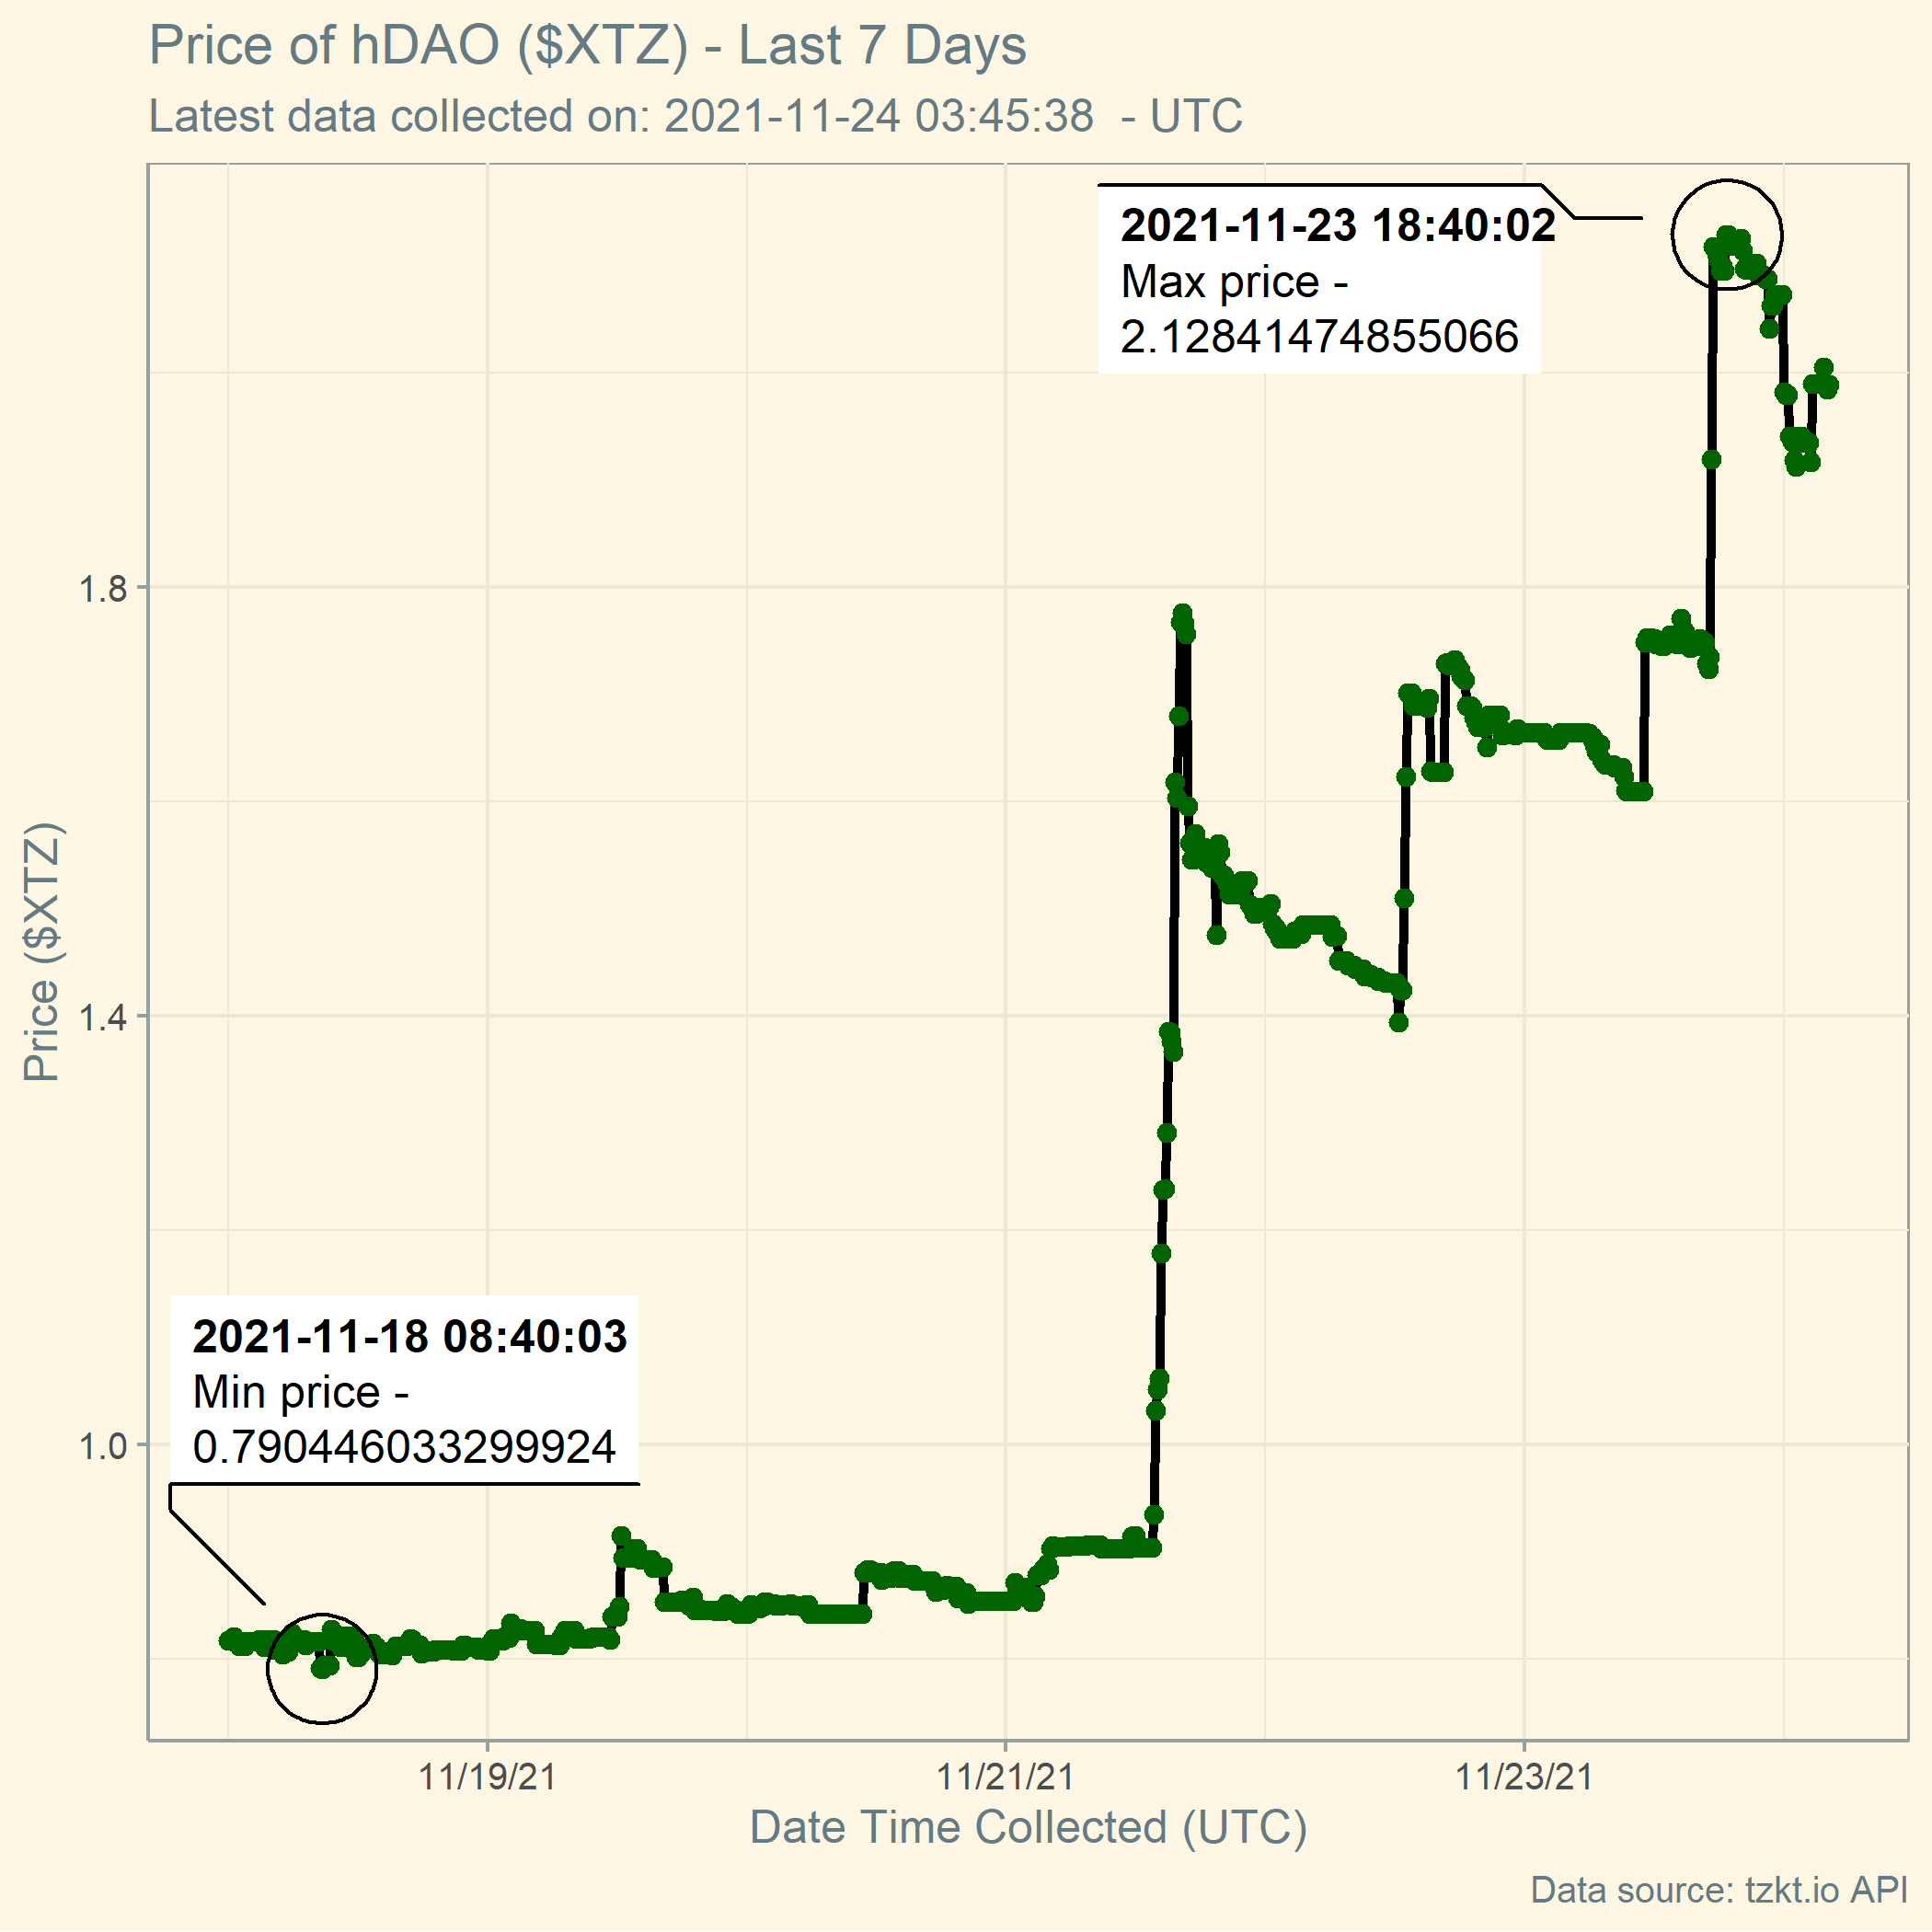 Price of hDAO ($XTZ) - Last 7 Days
Latest data collected on: 2021-11-24 03:45:38  - UTC
2021-11-23 18:40:02
Max price -
2.12841474855066
1.8
1.4
1.0
Price ($XTZ)
2021-11-18 08:40:03
Min price -
0.790446033299924
11/19/21
11/21/21
11/23/21
Date Time Collected (UTC)
Data source: tzkt.io API